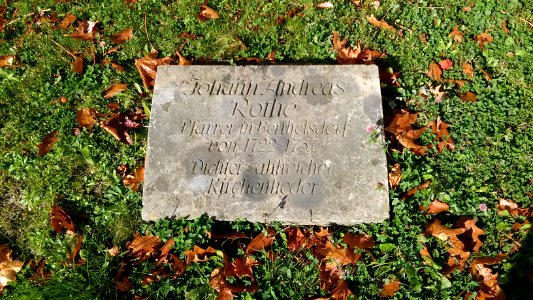 Johann Andreas
Rothe
Pfarrer in Berthelsdorf
von 1722-1737
Dichter zahlreicher
Kirchenlieder